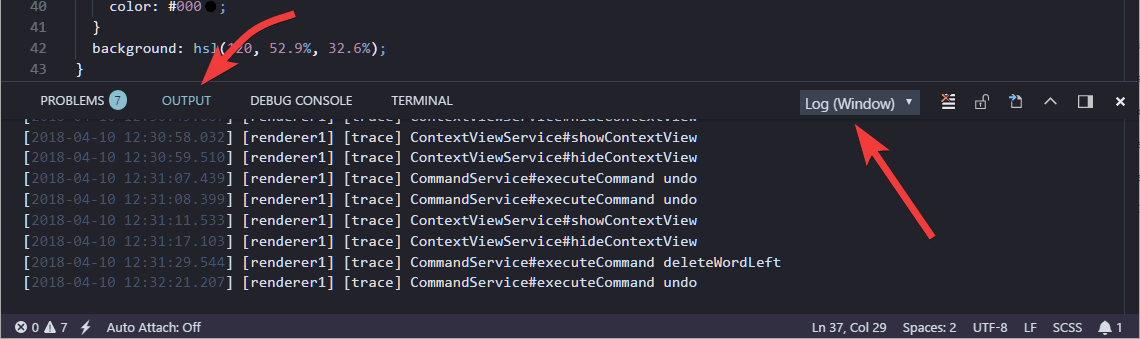 40 color: #000 ;
41 }
42 background: hsl(120, 52.9%, 32.6%);
43 }
PROBLEMS 7 OUTPUT DEBUG CONSOLE TERMINAL Log (Window)
[2018-04-10 12:30:58.032] [renderer1] [trace] ContextViewService#showContextView
[2018-04-10 12:30:59.510] [renderer1] [trace] ContextViewService#hideContextView
[2018-04-10 12:31:07.439] [renderer1] [trace] CommandService#executeCommand undo
[2018-04-10 12:31:08.399] [renderer1] [trace] CommandService#executeCommand undo
[2018-04-10 12:31:11.533] [renderer1] [trace] ContextViewService#showContextView
[2018-04-10 12:31:17.103] [renderer1] [trace] ContextViewService#hideContextView
[2018-04-10 12:31:29.544] [renderer1] [trace] CommandService#executeCommand deleteWordLeft
[2018-04-10 12:32:21.207] [renderer1] [trace] CommandService#executeCommand undo
0 7 Auto Attach: Off Ln 37, Col 29 Spaces: 2 UTF-8 LF SCSS 1